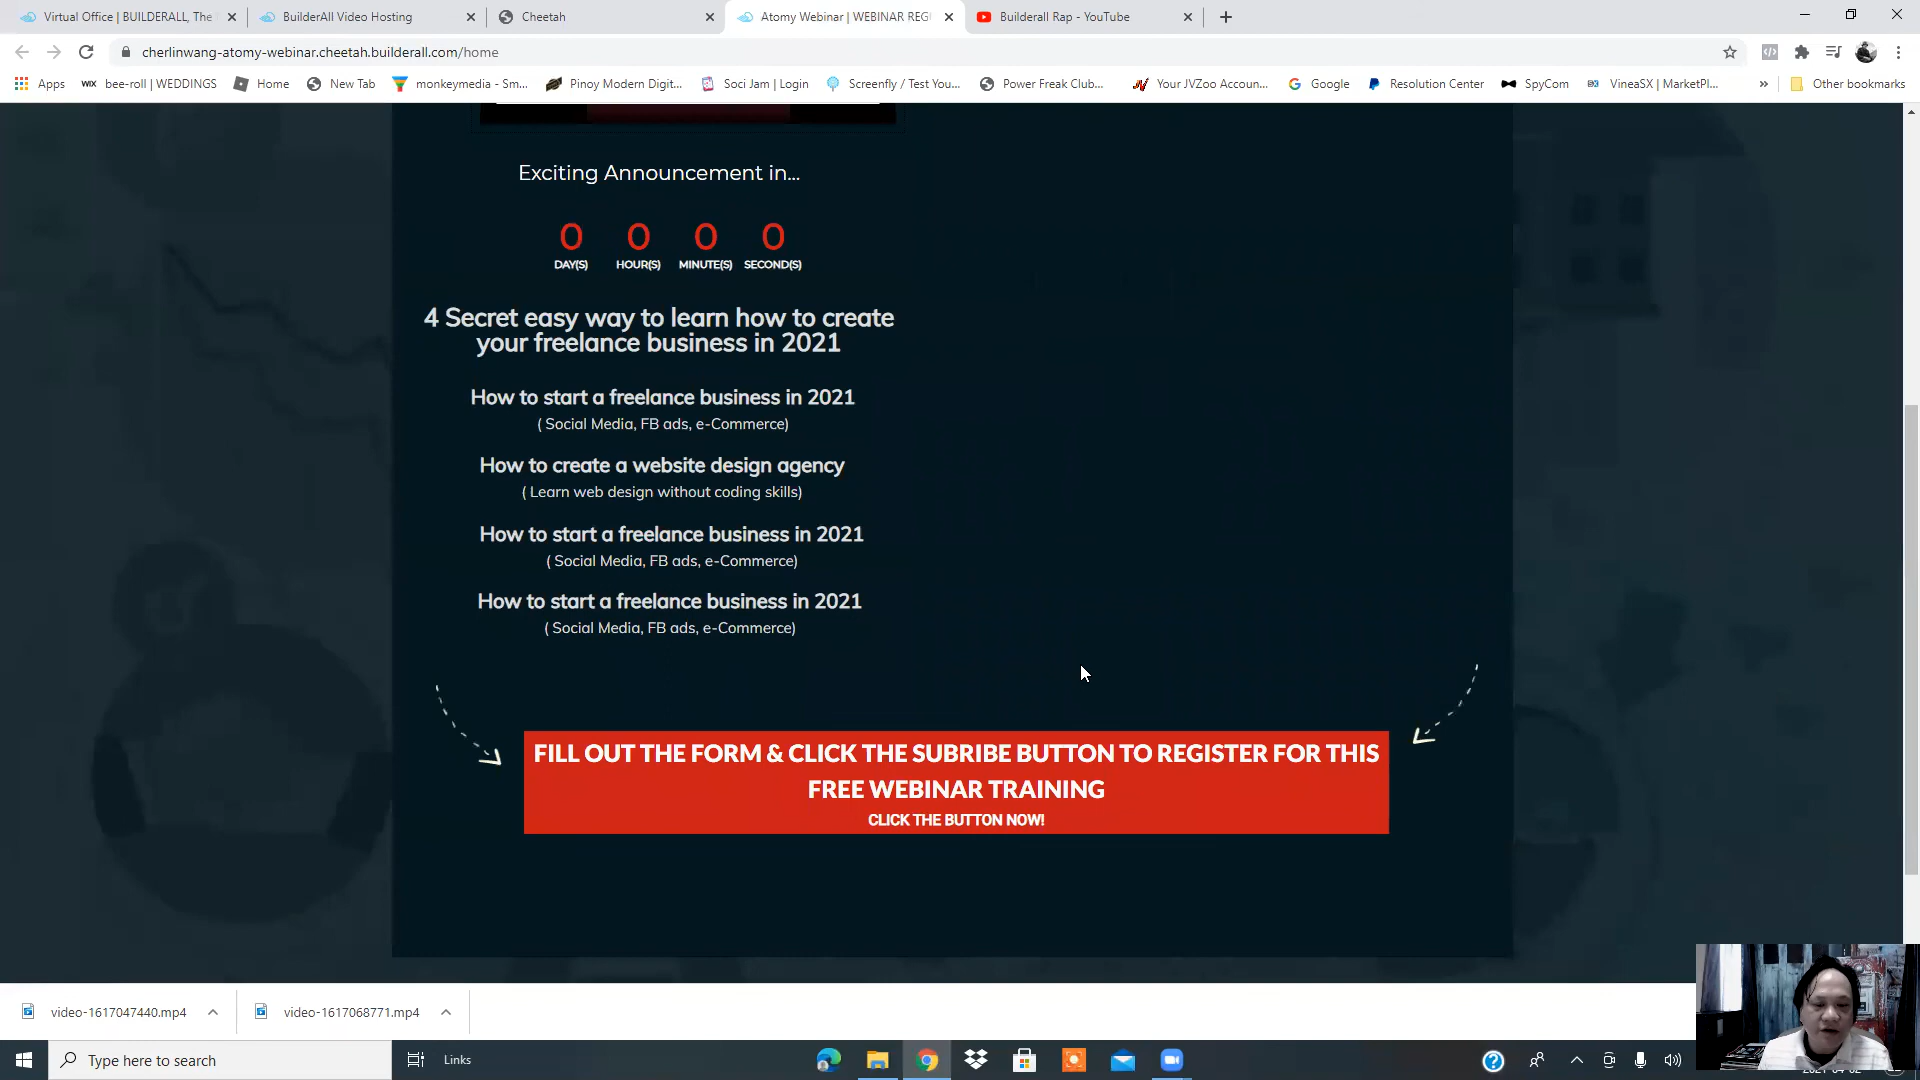 Virtual Office | BUILDERALL, The
BuilderAll Video Hosting
Cheetah
Atomy Webinar | WEBINAR REG
Builderall Rap - YouTube
cherlinwang-atomy-webinar.cheetah.builderall.com/home
Apps
WIX bee-roll | WEDDINGS
Home
New Tab
monkeymedia - Sm...
Pinoy Modern Digit...
Soci Jam | Login
Screenfly / Test You...
Power Freak Club...
Your JVZoo Accoun...
Google
Resolution Center
SpyCom
VineaSX | MarketPl...
Other bookmarks
Exciting Announcement in...
0 0 0 0
DAY(S) HOUR(S) MINUTE(S) SECOND(S)
4 Secret easy way to learn how to create
your freelance business in 2021
How to start a freelance business in 2021
( Social Media, FB ads, e-Commerce)
How to create a website design agency
( Learn web design without coding skills)
How to start a freelance business in 2021
( Social Media, FB ads, e-Commerce)
How to start a freelance business in 2021
( Social Media, FB ads, e-Commerce)
FILL OUT THE FORM & CLICK THE SUBRIBE BUTTON TO REGISTER FOR THIS
FREE WEBINAR TRAINING
CLICK THE BUTTON NOW!
video-1617047440.mp4
video-1617068771.mp4
Type here to search
Links